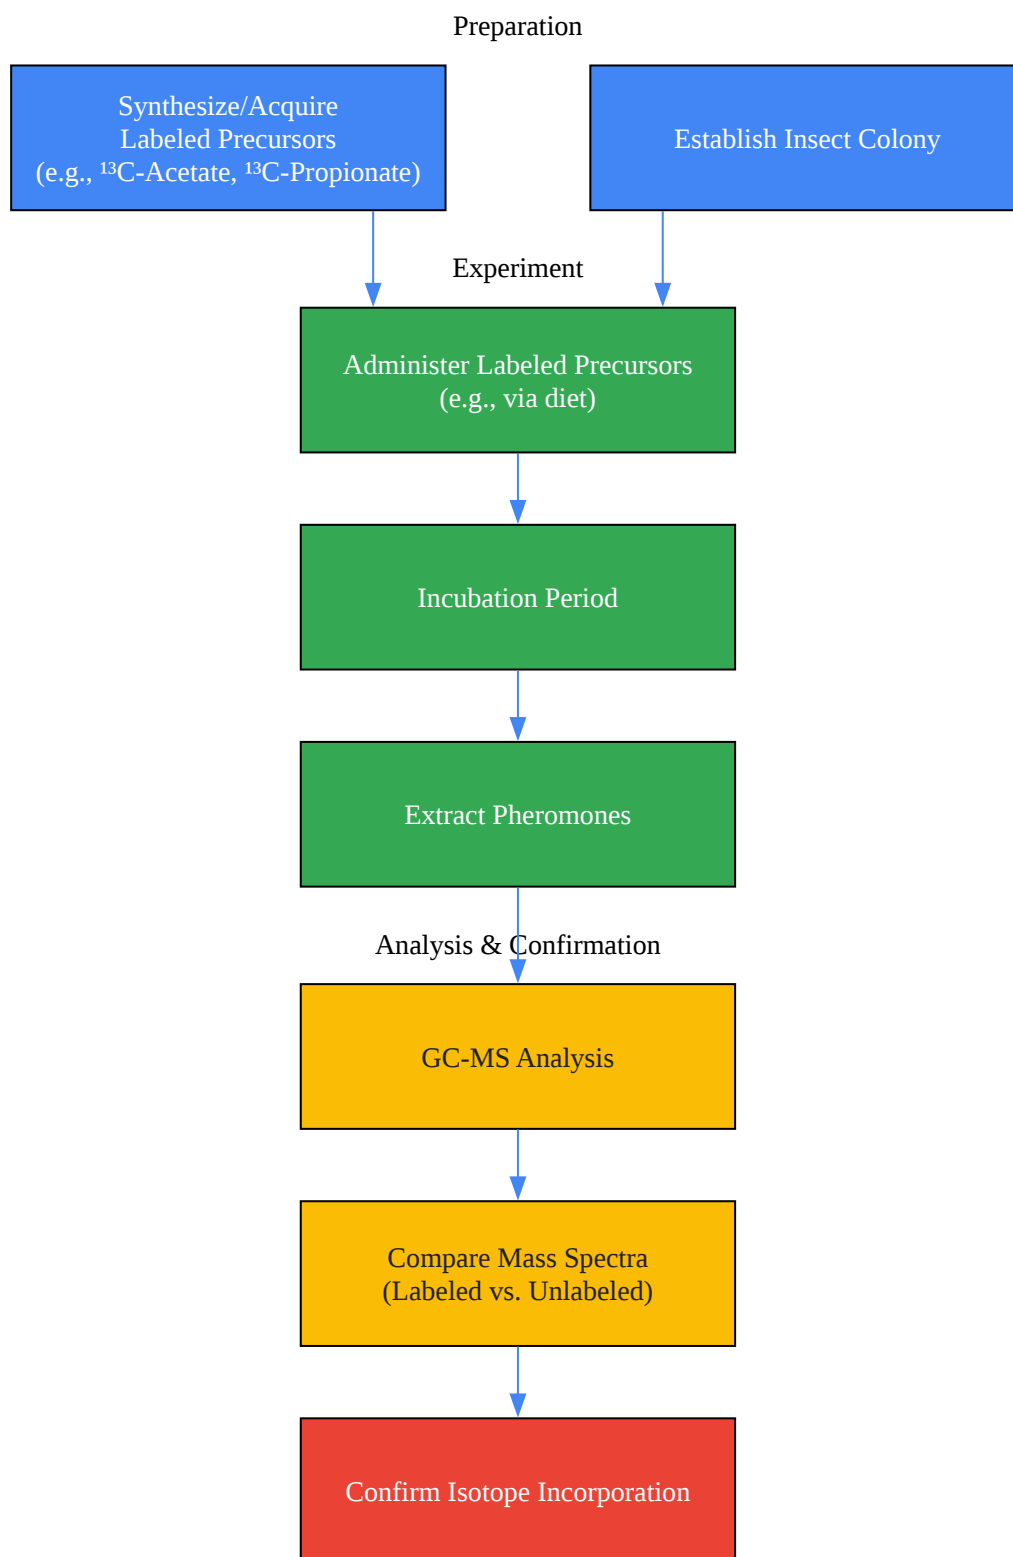 Preparation
Synthesize/Acquire
Labeled Precursors
(e.g., ¹³C-Acetate, ¹³C-Propionate)
Establish Insect Colony
Experiment
Administer Labeled Precursors
(e.g., via diet)
Incubation Period
Extract Pheromones
Analysis & Confirmation
GC-MS Analysis
Compare Mass Spectra
(Labeled vs. Unlabeled)
Confirm Isotope Incorporation